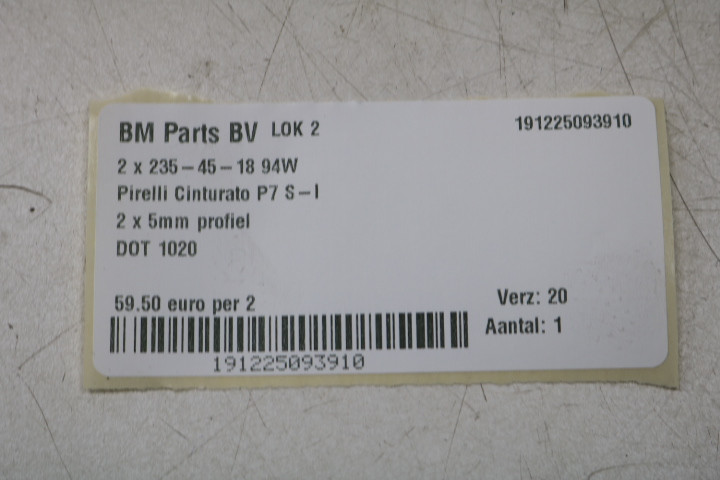 BM Parts BV LOK 2 191225093910
2 x 235-45-18 94W
Pirelli Cinturato P7 S-I
2 x 5mm profiel
DOT 1020
59.50 euro per 2 Verz: 20
Aantal: 1
191225093910